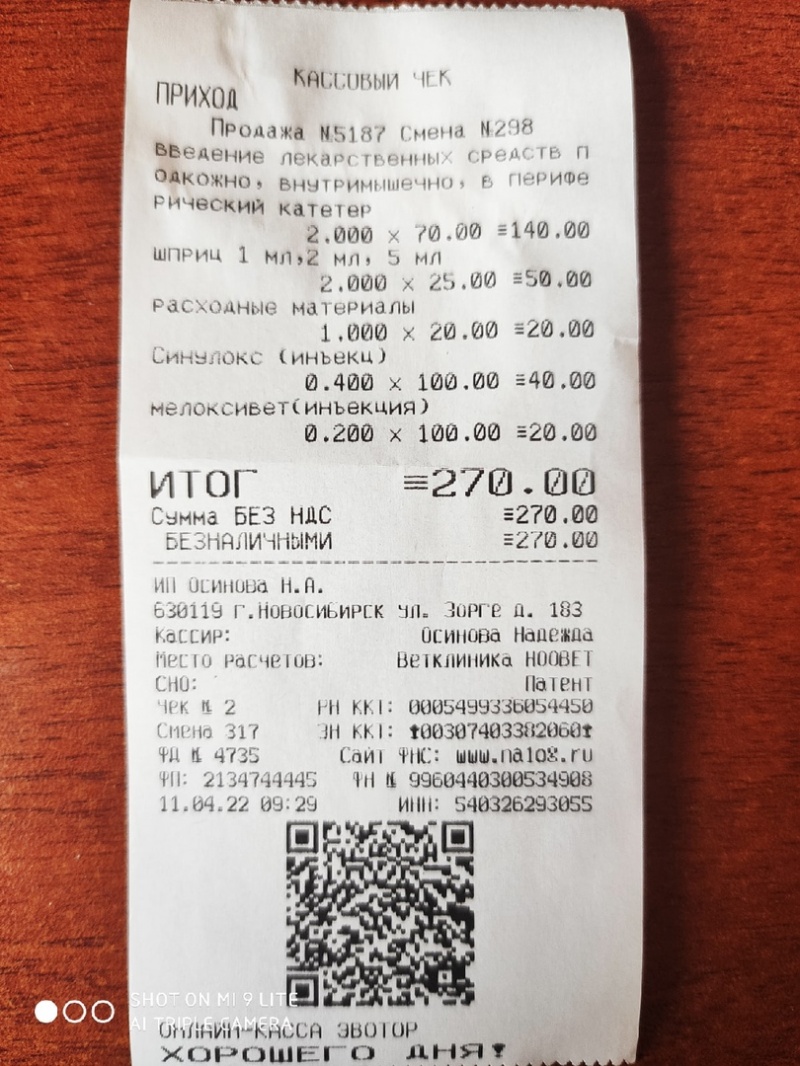 КАССОВЫЙ ЧЕК
ПРИХОД
Продажа №5187 Смена №298
введение лекарственных средств п
одкожно, внутримышечно, в перифе
рический катетер
2.000 x 70.00 ≡140.00
шприц 1 мл,2 мл, 5 мл
2.000 x 25.00 ≡50.00
расходные материалы
1.000 x 20.00 ≡20.00
Синулокс (инъекц)
0.400 x 100.00 ≡40.00
мелоксивет(инъекция)
0.200 x 100.00 ≡20.00
ИТОГ ≡270.00
Сумма БЕЗ НДС ≡270.00
БЕЗНАЛИЧНЫМИ ≡270.00
ИП Осинова Н.А.
630119 г.Новосибирск ул. Зорге д. 183
Кассир: Осинова Надежда
Место расчетов: Ветклиника НООВЕТ
СНО: Патент
Чек № 2 РН ККТ: 0005499336054450
Смена 317 ЗН ККТ: 00307403382060
ФД № 4735 Сайт ФНС: www.nalog.ru
ФП: 2134744445 ФН № 9960440300534908
11.04.22 09:29 ИНН: 540326293055
SHOT ON MI 9 LITE
AI TRIPLE CAMERA
ОНЛАЙН-КАССА ЭВОТОР
ХОРОШЕГО ДНЯ!